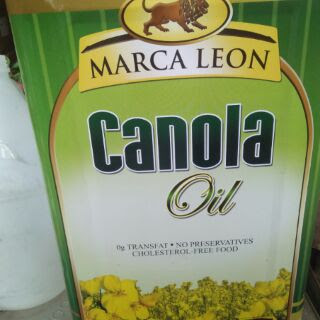 MARCA LEON
Canola
Oil
0g TRANSFAT • NO PRESERVATIVES
CHOLESTEROL-FREE FOOD